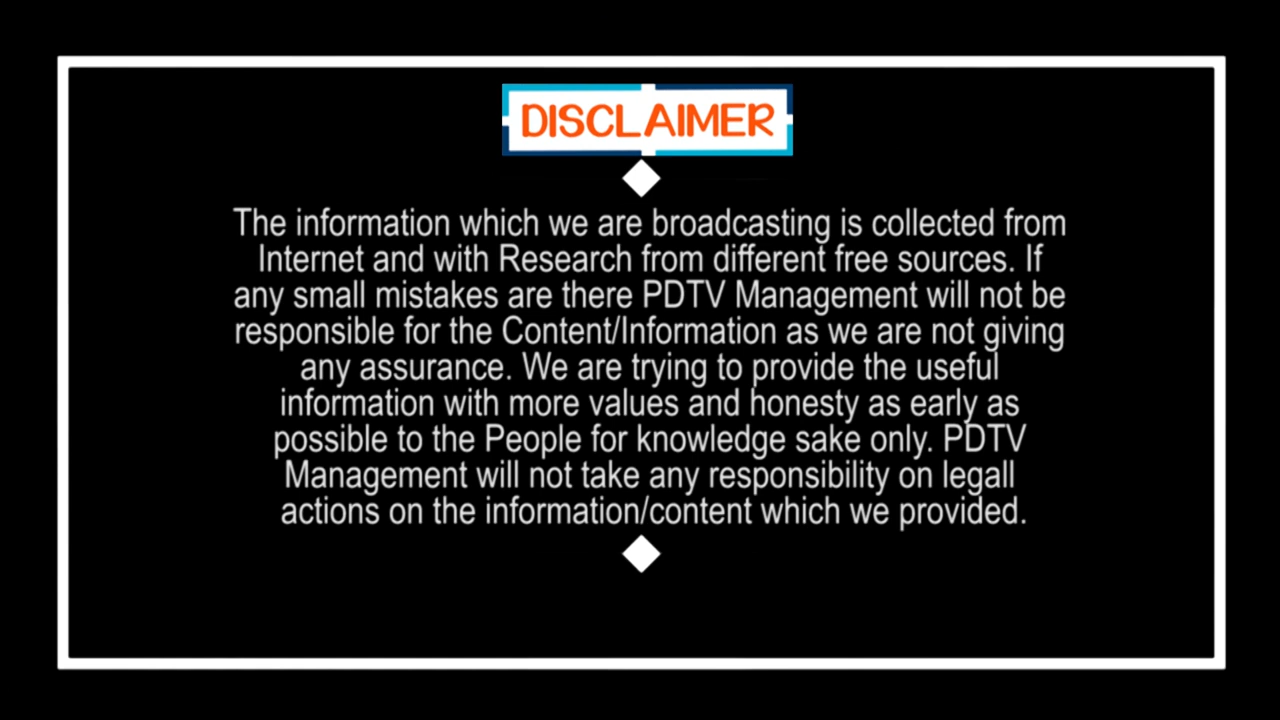 DISCLAIMER
The information which we are broadcasting is collected from
Internet and with Research from different free sources. If
any small mistakes are there PDTV Management will not be
responsible for the Content/Information as we are not giving
any assurance. We are trying to provide the useful
information with more values and honesty as early as
possible to the People for knowledge sake only. PDTV
Management will not take any responsibility on legall
actions on the information/content which we provided.